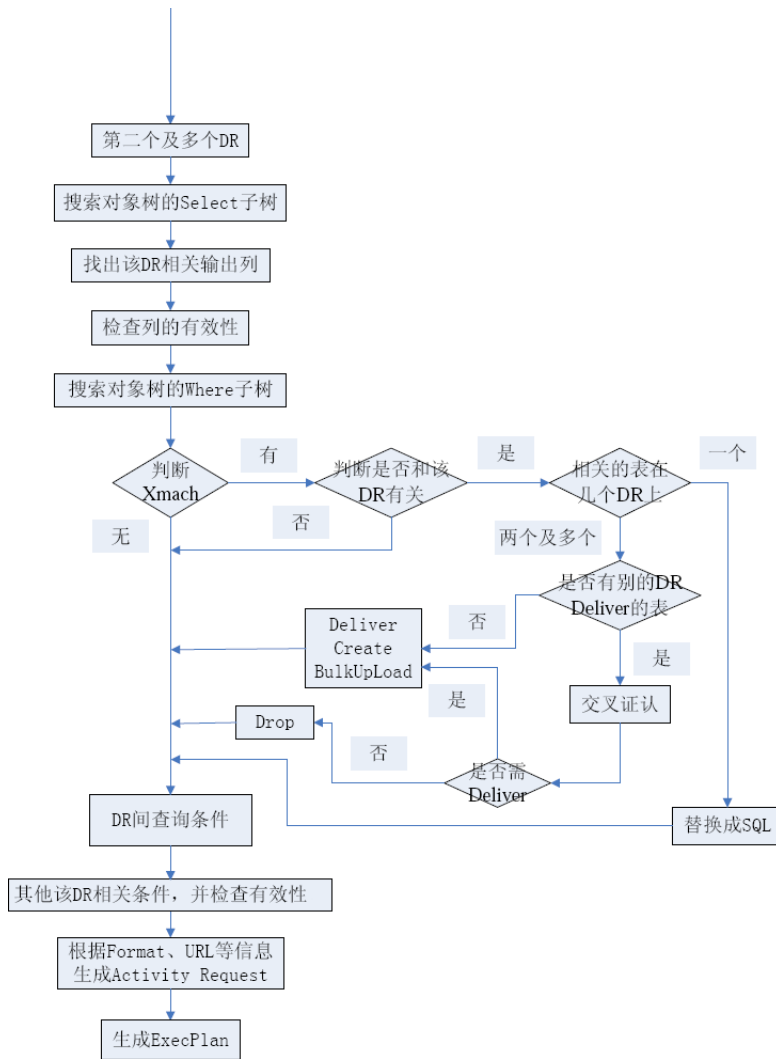 第二个及多个DR
搜索对象树的Select子树
找出该DR相关输出列
检查列的有效性
搜索对象树的Where子树
判断
Xmach
有
判断是否和该
DR有关
是
相关的表在
几个DR上
一个
无
否
两个及多个
是否有别的DR
Deliver的表
否
Deliver
Create
BulkUpLoad
是
交叉证认
是
Drop
否
是否需
Deliver
DR间查询条件
替换成SQL
其他该DR相关条件，并检查有效性
根据Format、URL等信息
生成Activity Request
生成ExecPlan